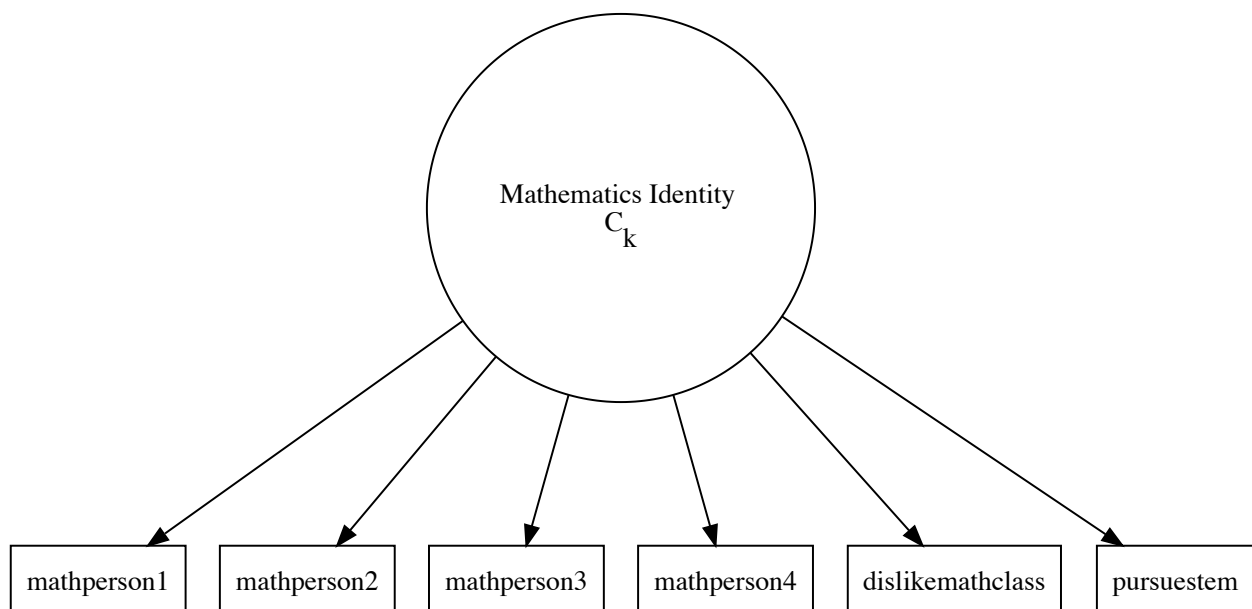 Mathematics Identity
C
k
mathperson1
mathperson2
mathperson3
mathperson4
dislikemathclass
pursuestem